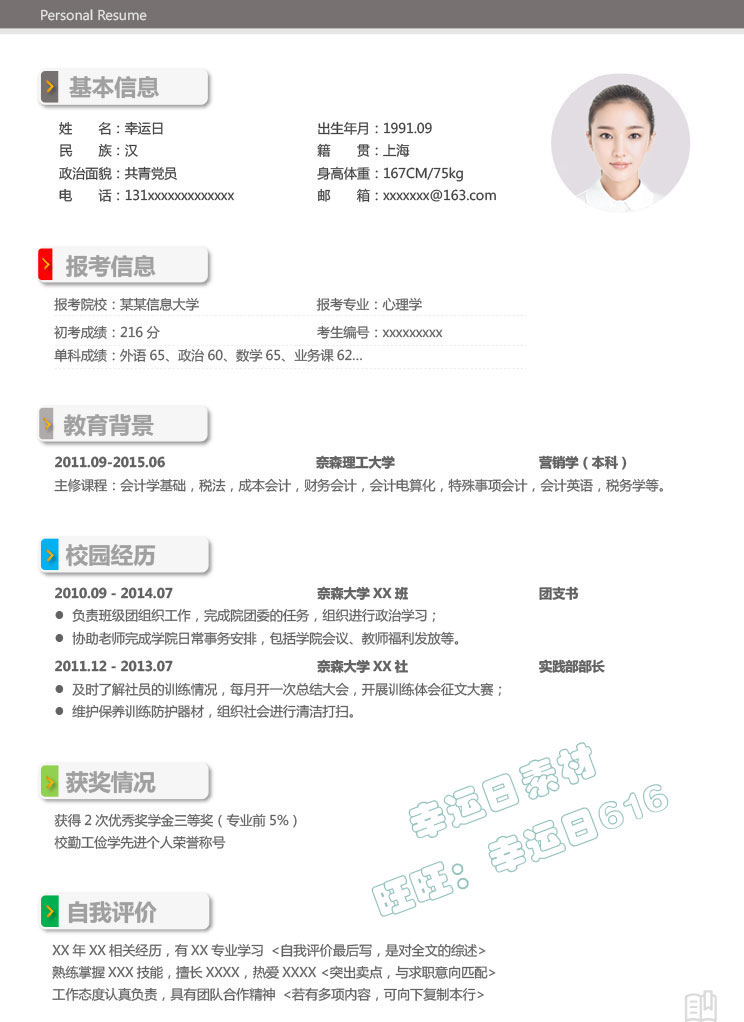 Personal Resume
基本信息
姓 名：幸运日 出生年月：1991.09
民 族：汉 籍 贯：上海
政治面貌：共青党员 身高体重：167CM/75kg
电 话：131xxxxxxxxxxxxx 邮 箱：xxxxxxx@163.com
报考信息
报考院校：某某信息大学 报考专业：心理学
初考成绩：216 分 考生编号：xxxxxxxxx
单科成绩：外语 65、政治 60、数学 65、业务课 62...
教育背景
2011.09-2015.06 奈森理工大学 营销学（本科）
主修课程：会计学基础，税法，成本会计，财务会计，会计电算化，特殊事项会计，会计英语，税务学等。
校园经历
2010.09 - 2014.07 奈森大学 XX 班 团支书
● 负责班级团组织工作，完成院团委的任务，组织进行政治学习；
● 协助老师完成学院日常事务安排，包括学院会议、教师福利发放等。
2011.12 - 2013.07 奈森大学 XX 社 实践部部长
● 及时了解社员的训练情况，每月开一次总结大会，开展训练体会征文大赛；
● 维护保养训练防护器材，组织社会进行清洁打扫。
获奖情况
获得 2 次优秀奖学金三等奖（专业前 5%）
校勤工俭学先进个人荣誉称号
幸运日素材
旺旺：幸运日616
自我评价
XX 年 XX 相关经历，有 XX 专业学习 <自我评价最后写，是对全文的综述>
熟练掌握 XXX 技能，擅长 XXXX，热爱 XXXX <突出卖点，与求职意向匹配>
工作态度认真负责，具有团队合作精神 <若有多项内容，可向下复制本行>